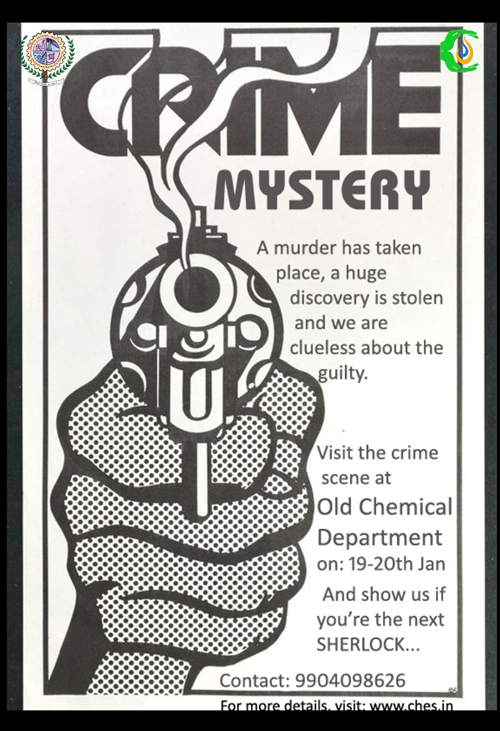 CRIME
MYSTERY
A murder has taken
place, a huge
discovery is stolen
and we are
clueless about the
guilty.
Visit the crime
scene at
Old Chemical
Department
on: 19-20th Jan
And show us if
you're the next
SHERLOCK...
Contact: 9904098626
For more details, visit: www.ches.in